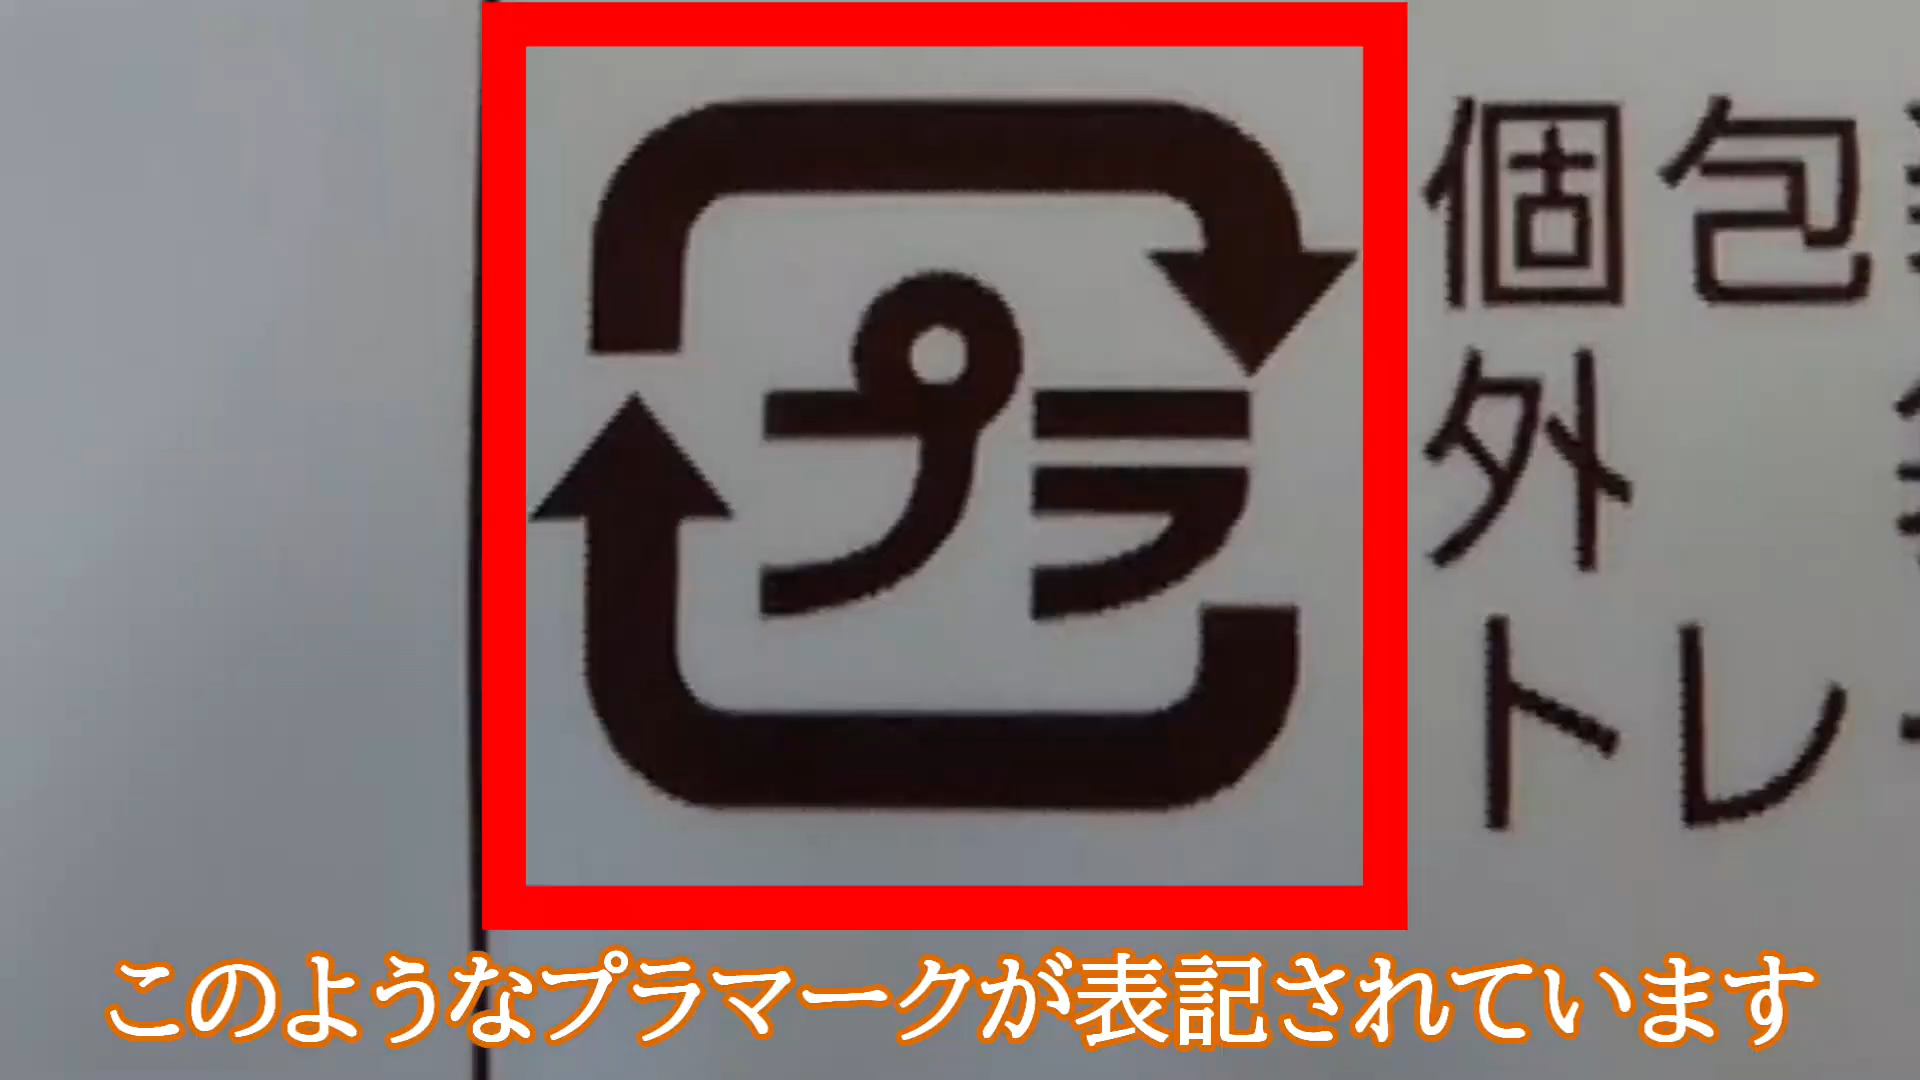 プラ
個包
外
トレ
このようなプラマークが表記されています